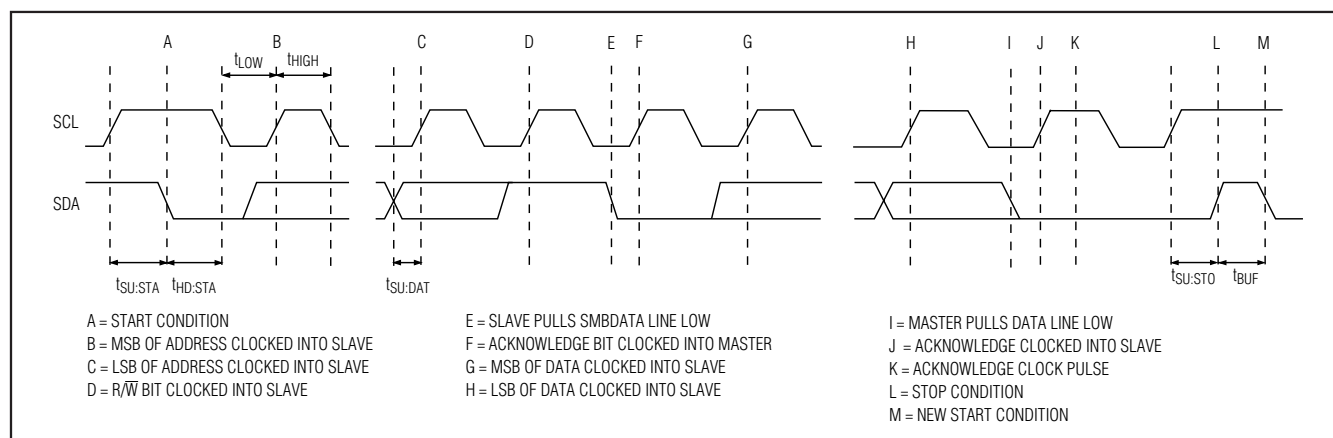 A B C D E F G H I J K L M
tLOW tHIGH
SCL
SDA
tSU:STA tHD:STA tSU:DAT tSU:STO tBUF
A = START CONDITION
B = MSB OF ADDRESS CLOCKED INTO SLAVE
C = LSB OF ADDRESS CLOCKED INTO SLAVE
D = R/W̅ BIT CLOCKED INTO SLAVE
E = SLAVE PULLS SMBDATA LINE LOW
F = ACKNOWLEDGE BIT CLOCKED INTO MASTER
G = MSB OF DATA CLOCKED INTO SLAVE
H = LSB OF DATA CLOCKED INTO SLAVE
I = MASTER PULLS DATA LINE LOW
J = ACKNOWLEDGE CLOCKED INTO SLAVE
K = ACKNOWLEDGE CLOCK PULSE
L = STOP CONDITION
M = NEW START CONDITION